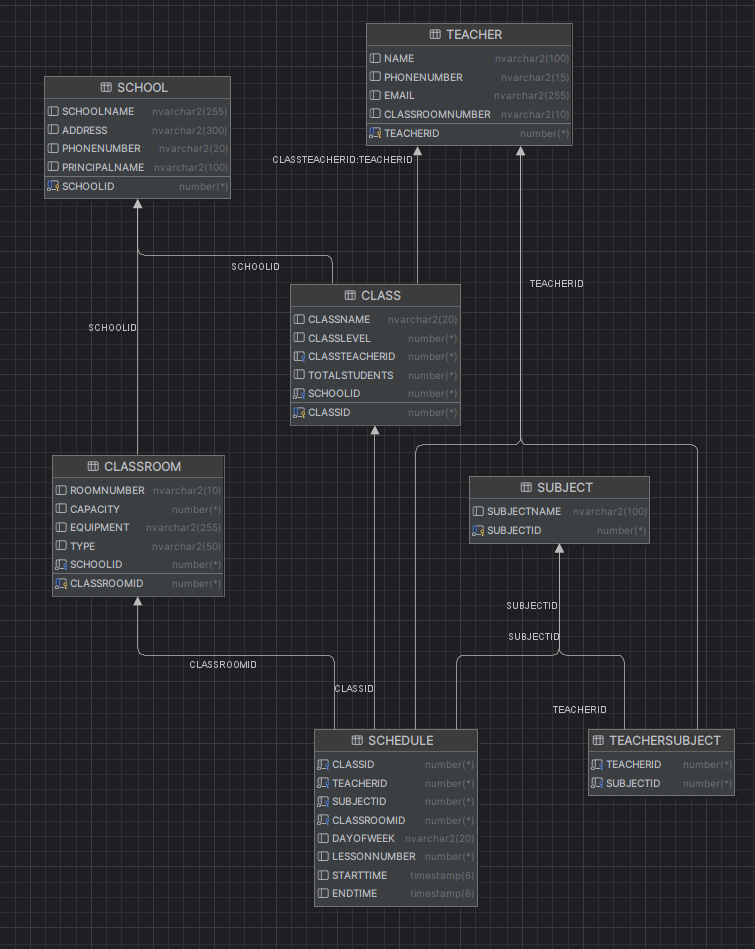 TEACHER
NAME nvarchar2(100)
PHONENUMBER nvarchar2(15)
EMAIL nvarchar2(255)
CLASSROOMNUMBER nvarchar2(10)
TEACHERID number(*)
SCHOOL
SCHOOLNAME nvarchar2(255)
ADDRESS nvarchar2(300)
PHONENUMBER nvarchar2(20)
PRINCIPALNAME nvarchar2(100)
SCHOOLID number(*)
CLASSTEACHERID:TEACHERID
SCHOOLID
TEACHERID
CLASS
CLASSNAME nvarchar2(20)
CLASSLEVEL number(*)
CLASSTEACHERID number(*)
TOTALSTUDENTS number(*)
SCHOOLID number(*)
CLASSID number(*)
SCHOOLID
CLASSROOM
ROOMNUMBER nvarchar2(10)
CAPACITY number(*)
EQUIPMENT nvarchar2(255)
TYPE nvarchar2(50)
SCHOOLID number(*)
CLASSROOMID number(*)
SUBJECT
SUBJECTNAME nvarchar2(100)
SUBJECTID number(*)
SUBJECTID
SUBJECTID
CLASSROOMID
CLASSID
TEACHERID
SCHEDULE
CLASSID number(*)
TEACHERID number(*)
SUBJECTID number(*)
CLASSROOMID number(*)
DAYOFWEEK nvarchar2(20)
LESSONNUMBER number(*)
STARTTIME timestamp(6)
ENDTIME timestamp(6)
TEACHERSUBJECT
TEACHERID number(*)
SUBJECTID number(*)